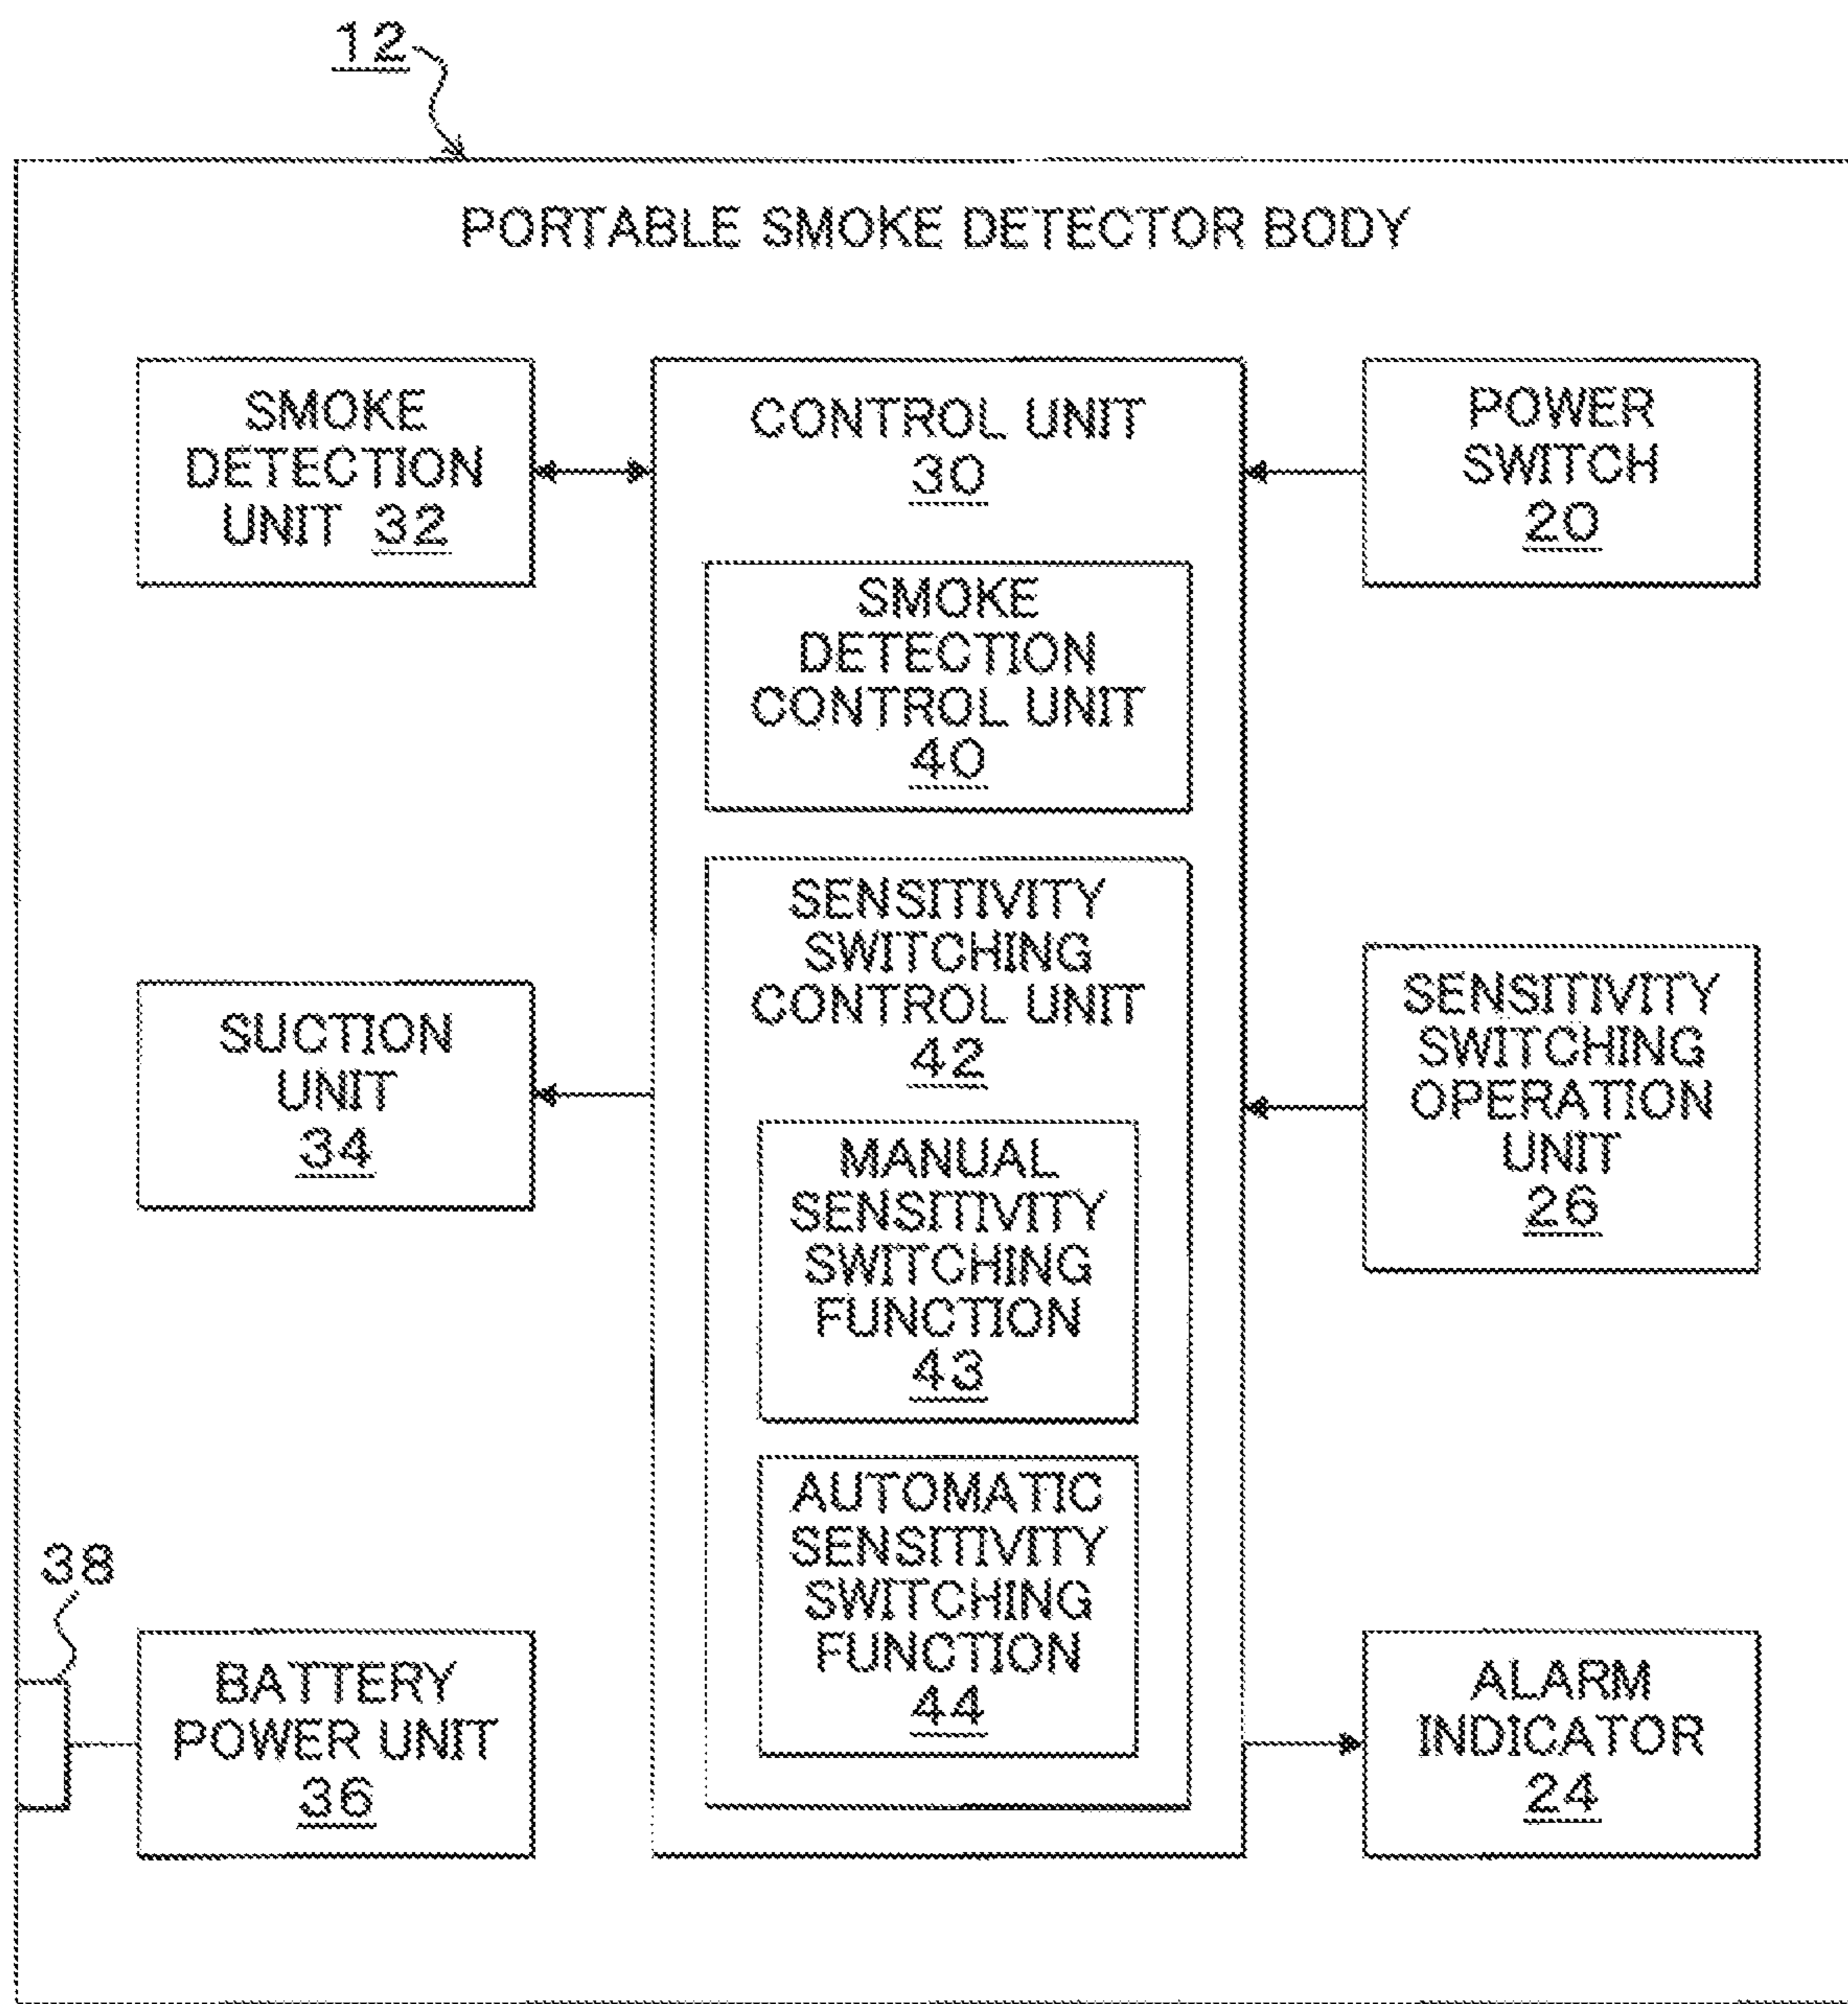 12
PORTABLE SMOKE DETECTOR BODY
SMOKE
DETECTION
UNIT 32
CONTROL UNIT
30
POWER
SWITCH
20
SMOKE
DETECTION
CONTROL UNIT
40
SENSITIVITY
SWITCHING
CONTROL UNIT
42
SUCTION
UNIT
34
SENSITIVITY
SWITCHING
OPERATION
UNIT
26
MANUAL
SENSITIVITY
SWITCHING
FUNCTION
43
AUTOMATIC
SENSITIVITY
SWITCHING
FUNCTION
44
38
BATTERY
POWER UNIT
36
ALARM
INDICATOR
24